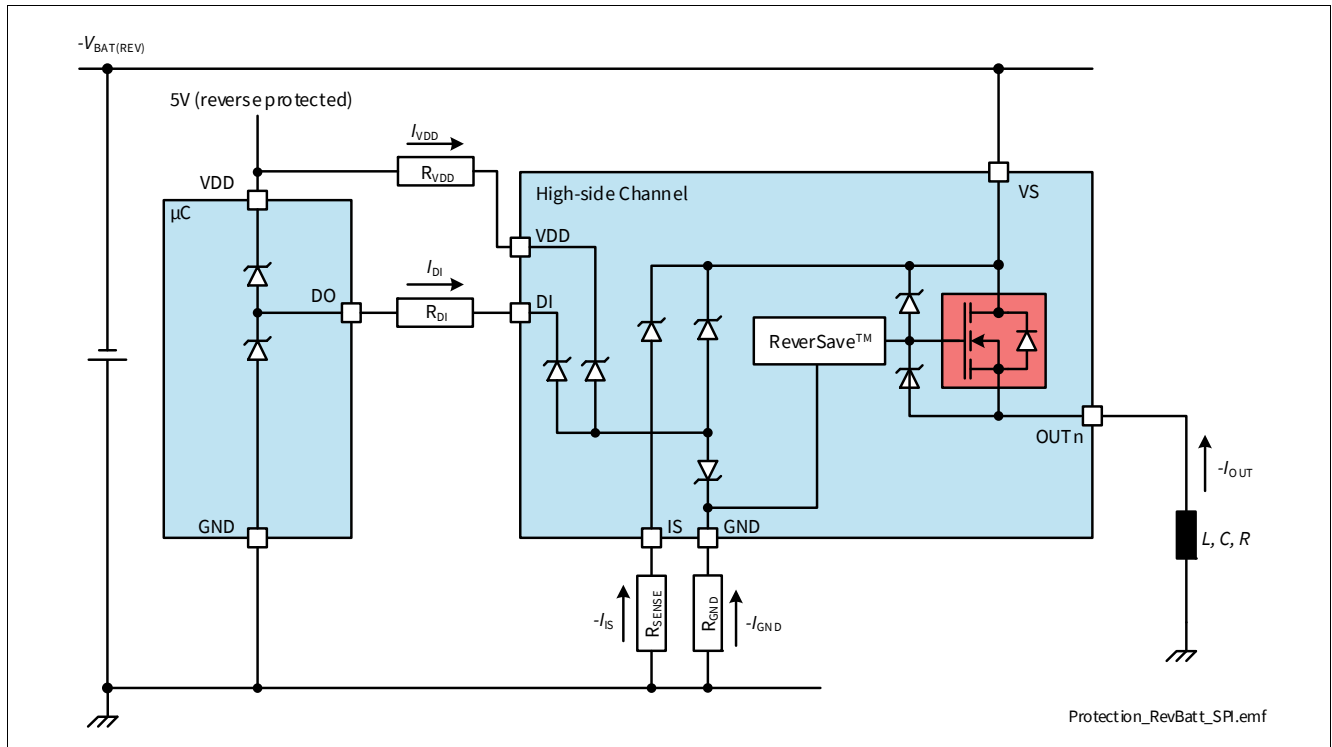 -VBAT(REV)
5V (reverse protected)
IVDD
RVDD
VDD
µC
High-side Channel
VS
VDD
IDI
DO
RDI
DI
ReverSave™
OUTn
-IOUT
GND
IS
GND
L, C, R
-IIS
RSENSE
RGND
-IGND
Protection_RevBatt_SPI.emf